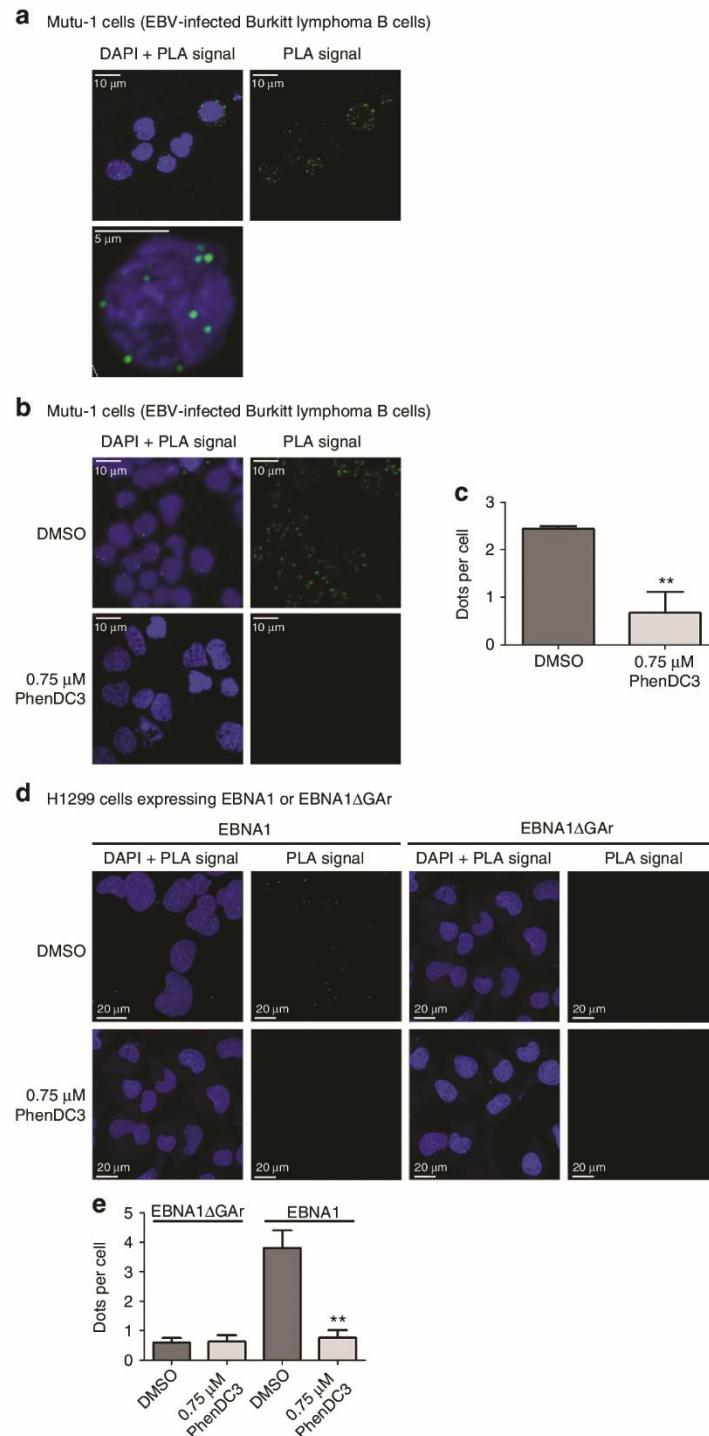 a Mutu-1 cells (EBV-infected Burkitt lymphoma B cells)
DAPI + PLA signal PLA signal
10 μm 10 μm
5 μm
b Mutu-1 cells (EBV-infected Burkitt lymphoma B cells)
DAPI + PLA signal PLA signal
DMSO
10 μm 10 μm
0.75 μM
PhenDC3
10 μm 10 μm
c
Dots per cell
3
2
1
0
**
DMSO 0.75 μM
PhenDC3
d H1299 cells expressing EBNA1 or EBNA1ΔGAr
EBNA1 EBNA1ΔGAr
DAPI + PLA signal PLA signal DAPI + PLA signal PLA signal
DMSO
20 μm 20 μm 20 μm 20 μm
0.75 μM
PhenDC3
20 μm 20 μm 20 μm 20 μm
e
EBNA1ΔGAr EBNA1
Dots per cell
5
4
3
2
1
0
**
DMSO
0.75 μM
PhenDC3
DMSO
0.75 μM
PhenDC3